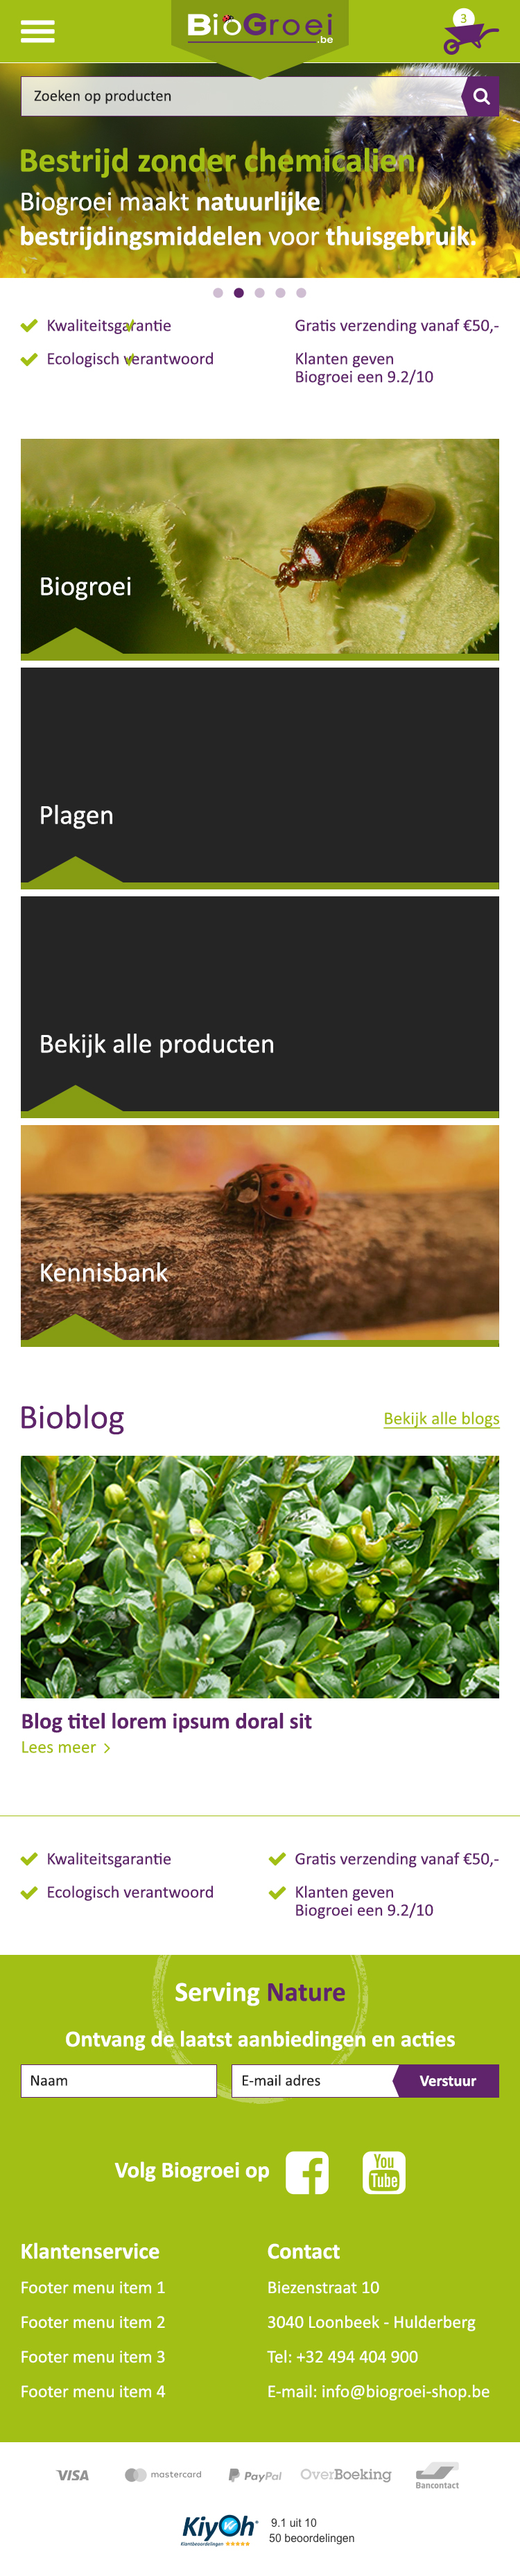 BioGroei
.be
3
Zoeken op producten
Bestrijd zonder chemicaliën
Biogroei maakt natuurlijke
bestrijdingsmiddelen voor thuisgebruik.
Kwaliteitsgarantie
Gratis verzending vanaf €50,-
Ecologisch verantwoord
Klanten geven
Biogroei een 9.2/10
Biogroei
Plagen
Bekijk alle producten
Kennisbank
Bioblog
Bekijk alle blogs
Blog titel lorem ipsum doral sit
Lees meer >
Kwaliteitsgarantie
Gratis verzending vanaf €50,-
Ecologisch verantwoord
Klanten geven
Biogroei een 9.2/10
Serving Nature
Ontvang de laatst aanbiedingen en acties
Naam
E-mail adres
Verstuur
Volg Biogroei op
You
Tube
Klantenservice
Contact
Footer menu item 1
Biezenstraat 10
Footer menu item 2
3040 Loonbeek - Hulderberg
Footer menu item 3
Tel: +32 494 404 900
Footer menu item 4
E-mail: info@biogroei-shop.be
VISA
mastercard
PayPal
OverBoeking
Bancontact
KiyOh
Klantbeoordelingen
9.1 uit 10
50 beoordelingen